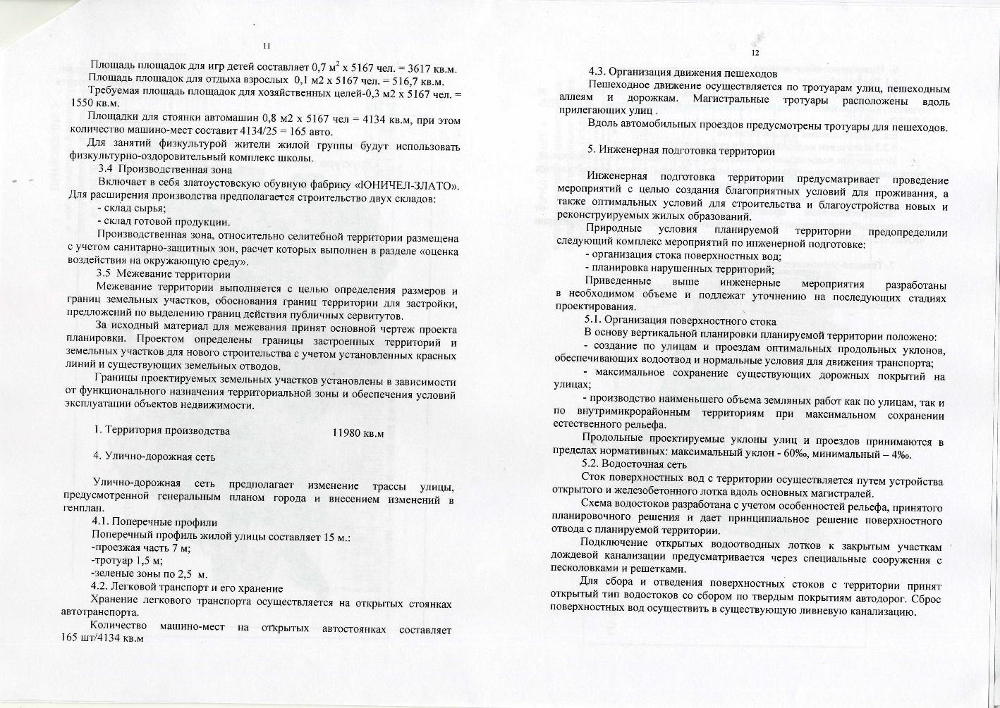 11
Площадь площадок для игр детей составляет 0,7 м² х 5167 чел. = 3617 кв.м.
Площадь площадок для отдыха взрослых 0,1 м2 х 5167 чел. = 516,7 кв.м.
Требуемая площадь площадок для хозяйственных целей-0,3 м2 х 5167 чел. =
1550 кв.м.
Площадки для стоянки автомашин 0,8 м2 х 5167 чел = 4134 кв.м, при этом
количество машино-мест составит 4134/25 = 165 авто.
Для занятий физкультурой жители жилой группы будут использовать
физкультурно-оздоровительный комплекс школы.
3.4 Производственная зона
Включает в себя златоустовскую обувную фабрику «ЮНИЧЕЛ-ЗЛАТО».
Для расширения производства предполагается строительство двух складов:
- склад сырья;
- склад готовой продукции.
Производственная зона, относительно селитебной территории размещена
с учетом санитарно-защитных зон, расчет которых выполнен в разделе «оценка
воздействия на окружающую среду».
3.5 Межевание территории
Межевание территории выполняется с целью определения размеров и
границ земельных участков, обоснования границ территории для застройки,
предложений по выделению границ действия публичных сервитутов.
За исходный материал для межевания принят основной чертеж проекта
планировки. Проектом определены границы застроенных территорий и
земельных участков для нового строительства с учетом установленных красных
линий и существующих земельных отводов.
Границы проектируемых земельных участков установлены в зависимости
от функционального назначения территориальной зоны и обеспечения условий
эксплуатации объектов недвижимости.
1. Территория производства 11980 кв.м
4. Улично-дорожная сеть
Улично-дорожная сеть предполагает изменение трассы улицы,
предусмотренной генеральным планом города и внесением изменений в
генплан.
4.1. Поперечные профили
Поперечный профиль жилой улицы составляет 15 м.:
-проезжая часть 7 м;
-тротуар 1,5 м;
-зеленые зоны по 2,5 м.
4.2. Легковой транспорт и его хранение
Хранение легкового транспорта осуществляется на открытых стоянках
автотранспорта.
Количество машино-мест на открытых автостоянках составляет
165 шт/4134 кв.м
12
4.3. Организация движения пешеходов
Пешеходное движение осуществляется по тротуарам улиц, пешеходным
аллеям и дорожкам. Магистральные тротуары расположены вдоль
прилегающих улиц .
Вдоль автомобильных проездов предусмотрены тротуары для пешеходов.
5. Инженерная подготовка территории
Инженерная подготовка территории предусматривает проведение
мероприятий с целью создания благоприятных условий для проживания, а
также оптимальных условий для строительства и благоустройства новых и
реконструируемых жилых образований.
Природные условия планируемой территории предопределили
следующий комплекс мероприятий по инженерной подготовке:
- организация стока поверхностных вод;
- планировка нарушенных территорий;
Приведенные выше инженерные мероприятия разработаны
в необходимом объеме и подлежат уточнению на последующих стадиях
проектирования.
5.1. Организация поверхностного стока
В основу вертикальной планировки планируемой территории положено:
- создание по улицам и проездам оптимальных продольных уклонов,
обеспечивающих водоотвод и нормальные условия для движения транспорта;
- максимальное сохранение существующих дорожных покрытий на
улицах;
- производство наименьшего объема земляных работ как по улицам, так и
по внутримикрорайонным территориям при максимальном сохранении
естественного рельефа.
Продольные проектируемые уклоны улиц и проездов принимаются в
пределах нормативных: максимальный уклон - 60‰, минимальный – 4‰.
5.2. Водосточная сеть
Сток поверхностных вод с территории осуществляется путем устройства
открытого и железобетонного лотка вдоль основных магистралей.
Схема водостоков разработана с учетом особенностей рельефа, принятого
планировочного решения и дает принципиальное решение поверхностного
отвода с планируемой территории.
Подключение открытых водоотводных лотков к закрытым участкам
дождевой канализации предусматривается через специальные сооружения с
песколовками и решетками.
Для сбора и отведения поверхностных стоков с территории принят
открытый тип водостоков со сбором по твердым покрытиям автодорог. Сброс
поверхностных вод осуществить в существующую ливневую канализацию.